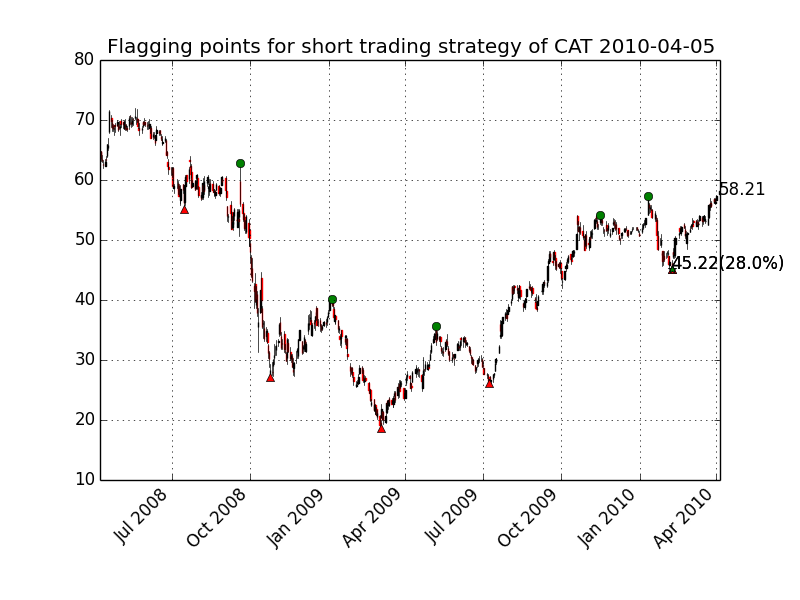 Flagging points for short trading strategy of CAT 2010-04-05
80
70
60
50
40
30
20
10
58.21
45.22(28.0%)
Jul 2008
Oct 2008
Jan 2009
Apr 2009
Jul 2009
Oct 2009
Jan 2010
Apr 2010